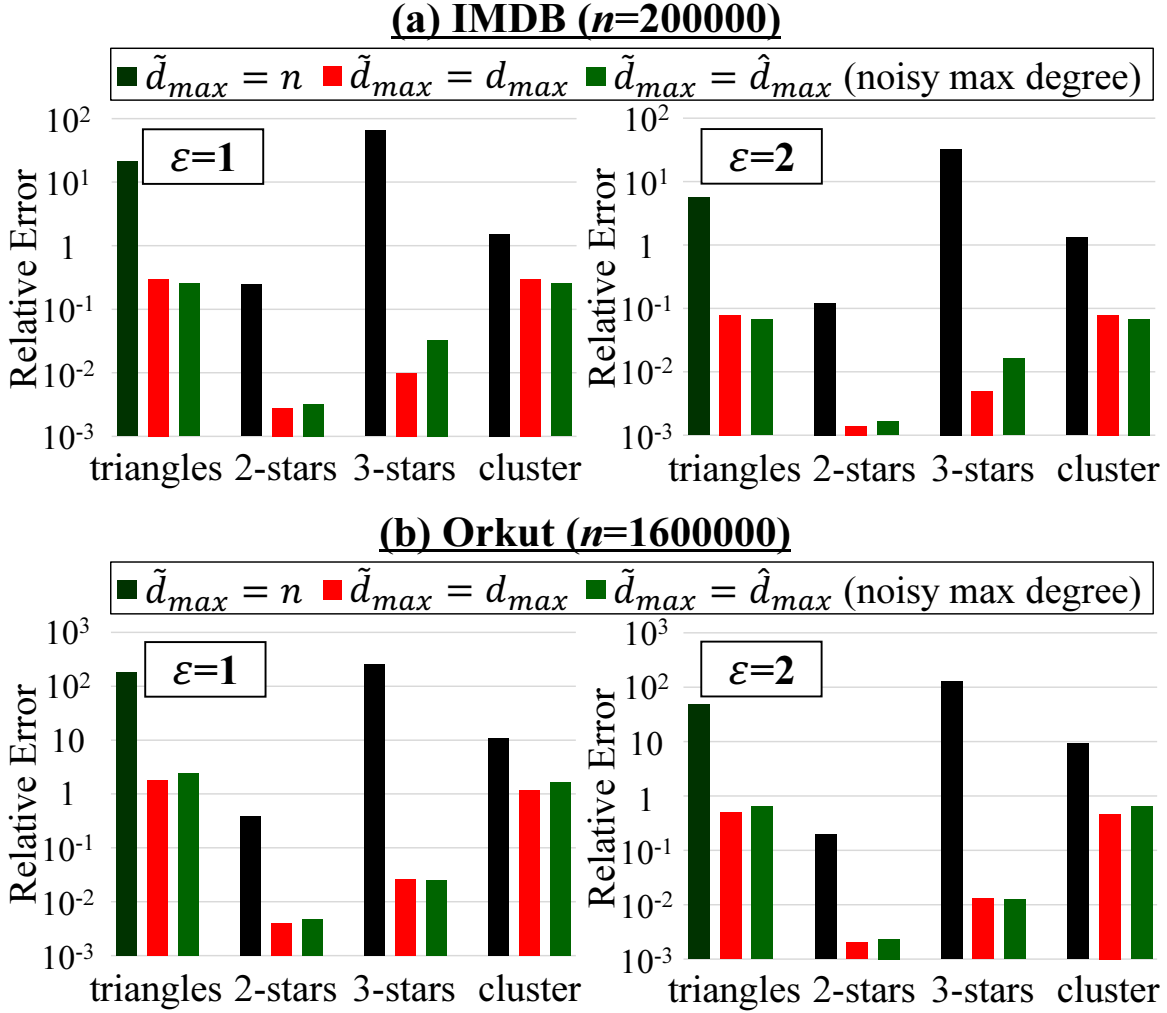 (a) IMDB (n=200000)
d̃max = n d̃max = dmax d̃max = d̂max (noisy max degree)
Relative Error
10²
10¹
1
10⁻¹
10⁻²
10⁻³
ε=1
triangles 2-stars 3-stars cluster
Relative Error
10²
10¹
1
10⁻¹
10⁻²
10⁻³
ε=2
triangles 2-stars 3-stars cluster
(b) Orkut (n=1600000)
d̃max = n d̃max = dmax d̃max = d̂max (noisy max degree)
Relative Error
10³
10²
10
1
10⁻¹
10⁻²
10⁻³
ε=1
triangles 2-stars 3-stars cluster
Relative Error
10³
10²
10
1
10⁻¹
10⁻²
10⁻³
ε=2
triangles 2-stars 3-stars cluster